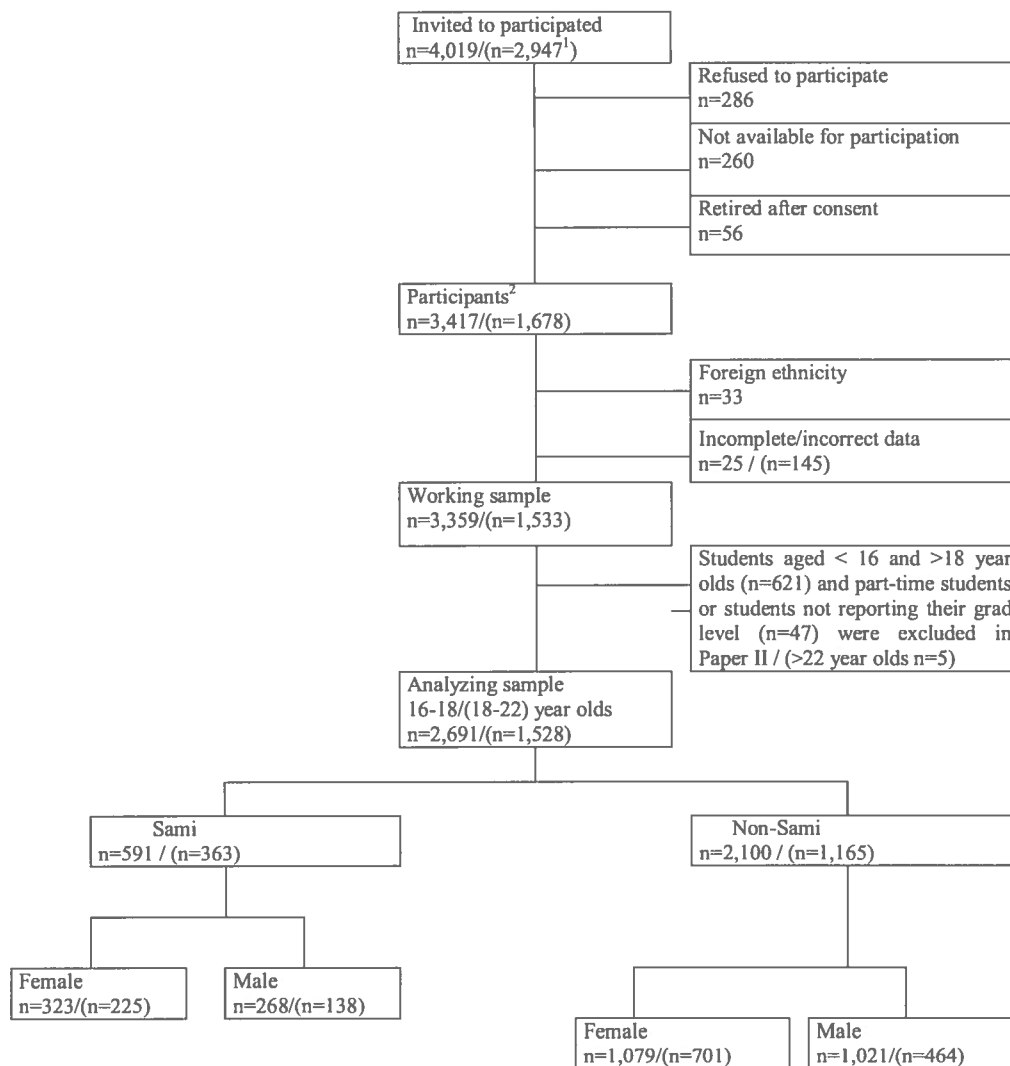 Invited to participated
n=4,019/(n=2,947¹)
Refused to participate
n=286
Not available for participation
n=260
Retired after consent
n=56
Participants²
n=3,417/(n=1,678)
Foreign ethnicity
n=33
Incomplete/incorrect data
n=25 / (n=145)
Working sample
n=3,359/(n=1,533)
Students aged < 16 and >18 year
olds (n=621) and part-time students
or students not reporting their grad
level (n=47) were excluded in
Paper II / (>22 year olds n=5)
Analyzing sample
16-18/(18-22) year olds
n=2,691/(n=1,528)
Sami
n=591 / (n=363)
Non-Sami
n=2,100 / (n=1,165)
Female
n=323/(n=225)
Male
n=268/(n=138)
Female
n=1,079/(n=701)
Male
n=1,021/(n=464)